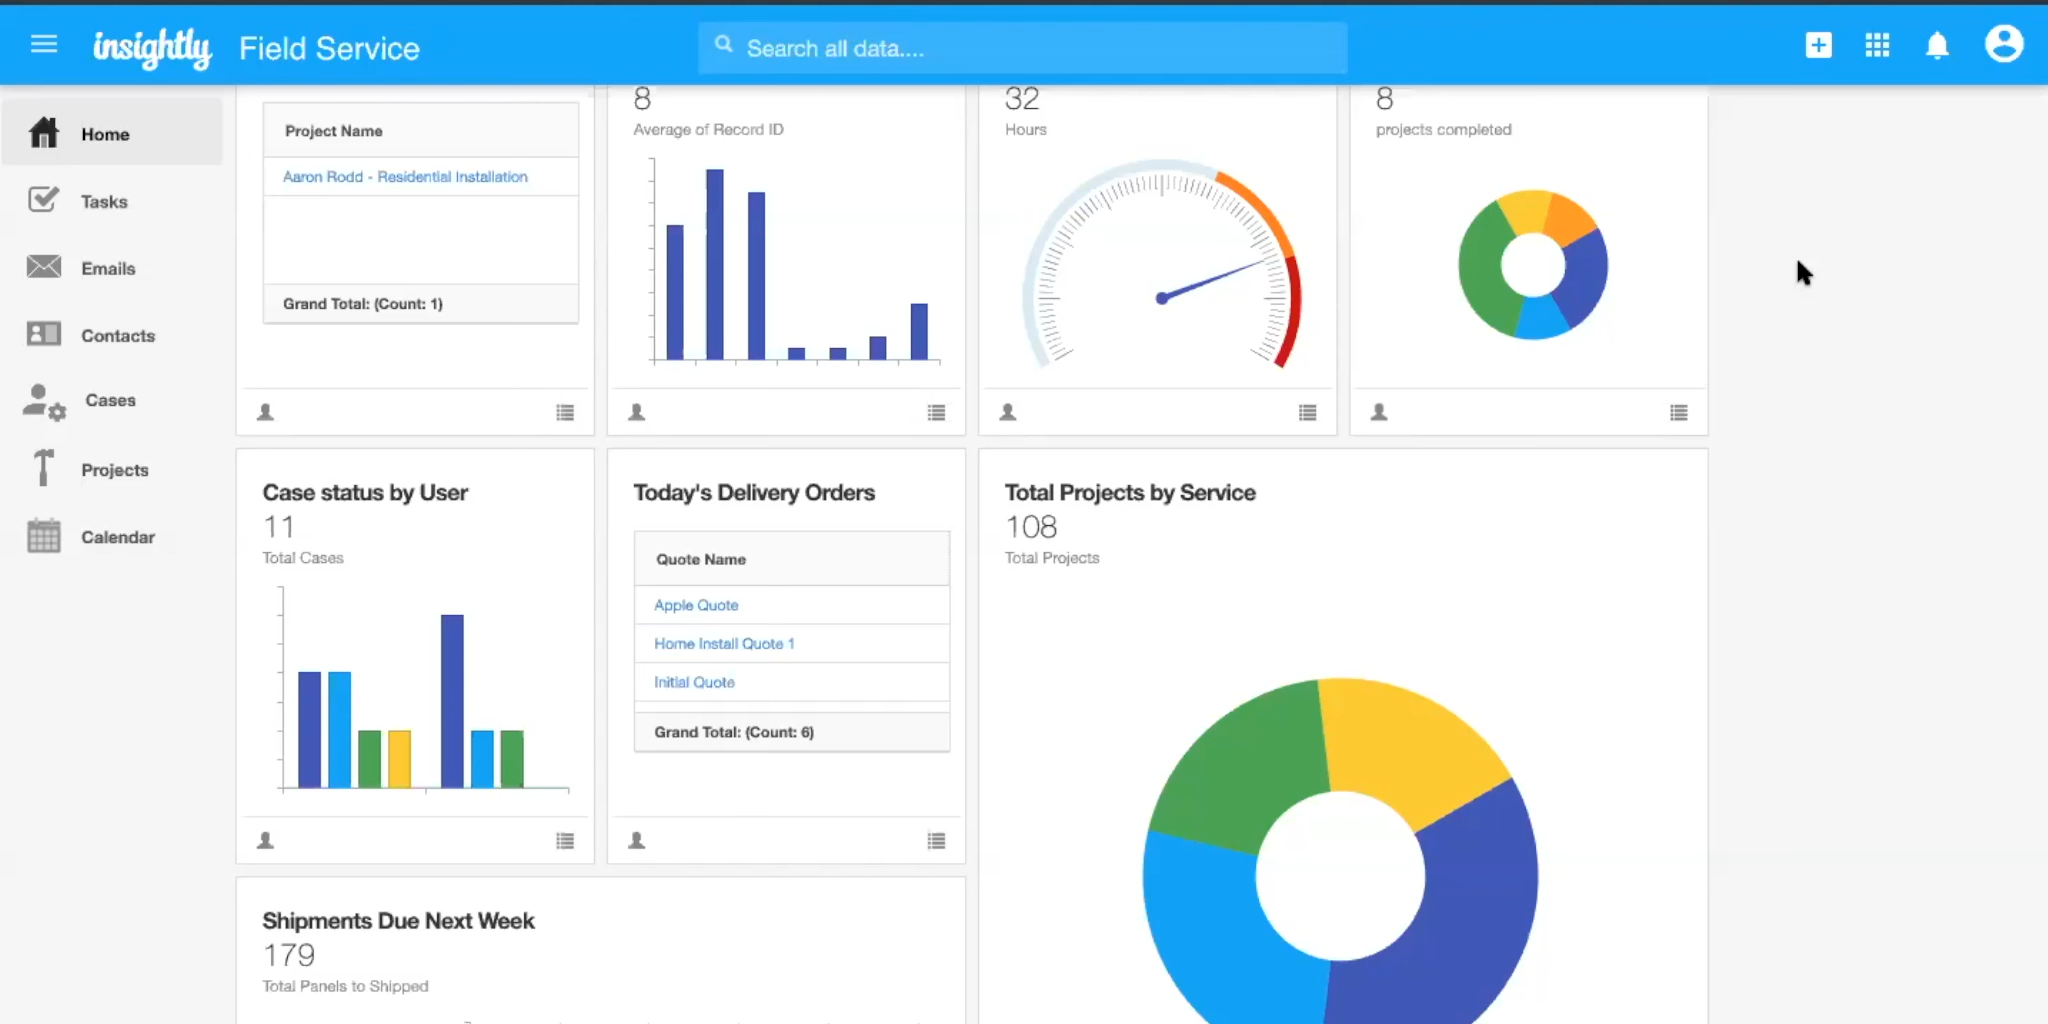 insightly Field Service
Search all data....
Home
Tasks
Emails
Contacts
Cases
Projects
Calendar
Project Name
Aaron Rodd - Residential Installation
Grand Total: (Count: 1)
8
Average of Record ID
32
Hours
8
projects completed
Case status by User
11
Total Cases
Today's Delivery Orders
Quote Name
Apple Quote
Home Install Quote 1
Initial Quote
Grand Total: (Count: 6)
Total Projects by Service
108
Total Projects
Shipments Due Next Week
179
Total Panels to Shipped